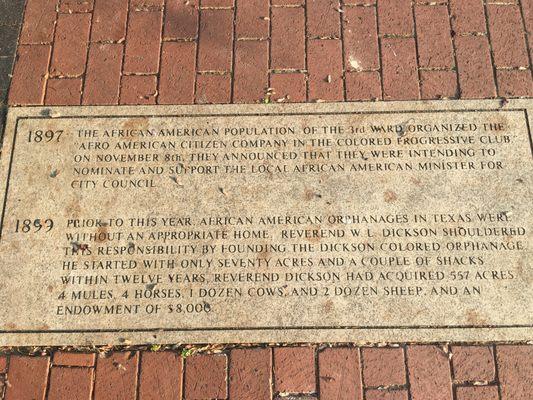 1897 THE AFRICAN AMERICAN POPULATION OF THE 3rd WARD ORGANIZED THE
"AFRO AMERICAN CITIZEN COMPANY IN THE COLORED PROGRESSIVE CLUB"
ON NOVEMBER 8th, THEY ANNOUNCED THAT THEY WERE INTENDING TO
NOMINATE AND SUPPORT THE LOCAL AFRICAN AMERICAN MINISTER FOR
CITY COUNCIL.
1899 PRIOR TO THIS YEAR, AFRICAN AMERICAN ORPHANAGES IN TEXAS WERE
WITHOUT AN APPROPRIATE HOME. REVEREND W. L. DICKSON SHOULDERED
THIS RESPONSIBILITY BY FOUNDING THE DICKSON COLORED ORPHANAGE.
HE STARTED WITH ONLY SEVENTY ACRES AND A COUPLE OF SHACKS.
WITHIN TWELVE YEARS, REVEREND DICKSON HAD ACQUIRED 557 ACRES,
4 MULES, 4 HORSES, 1 DOZEN COWS, AND 2 DOZEN SHEEP, AND AN
ENDOWMENT OF $8,000.